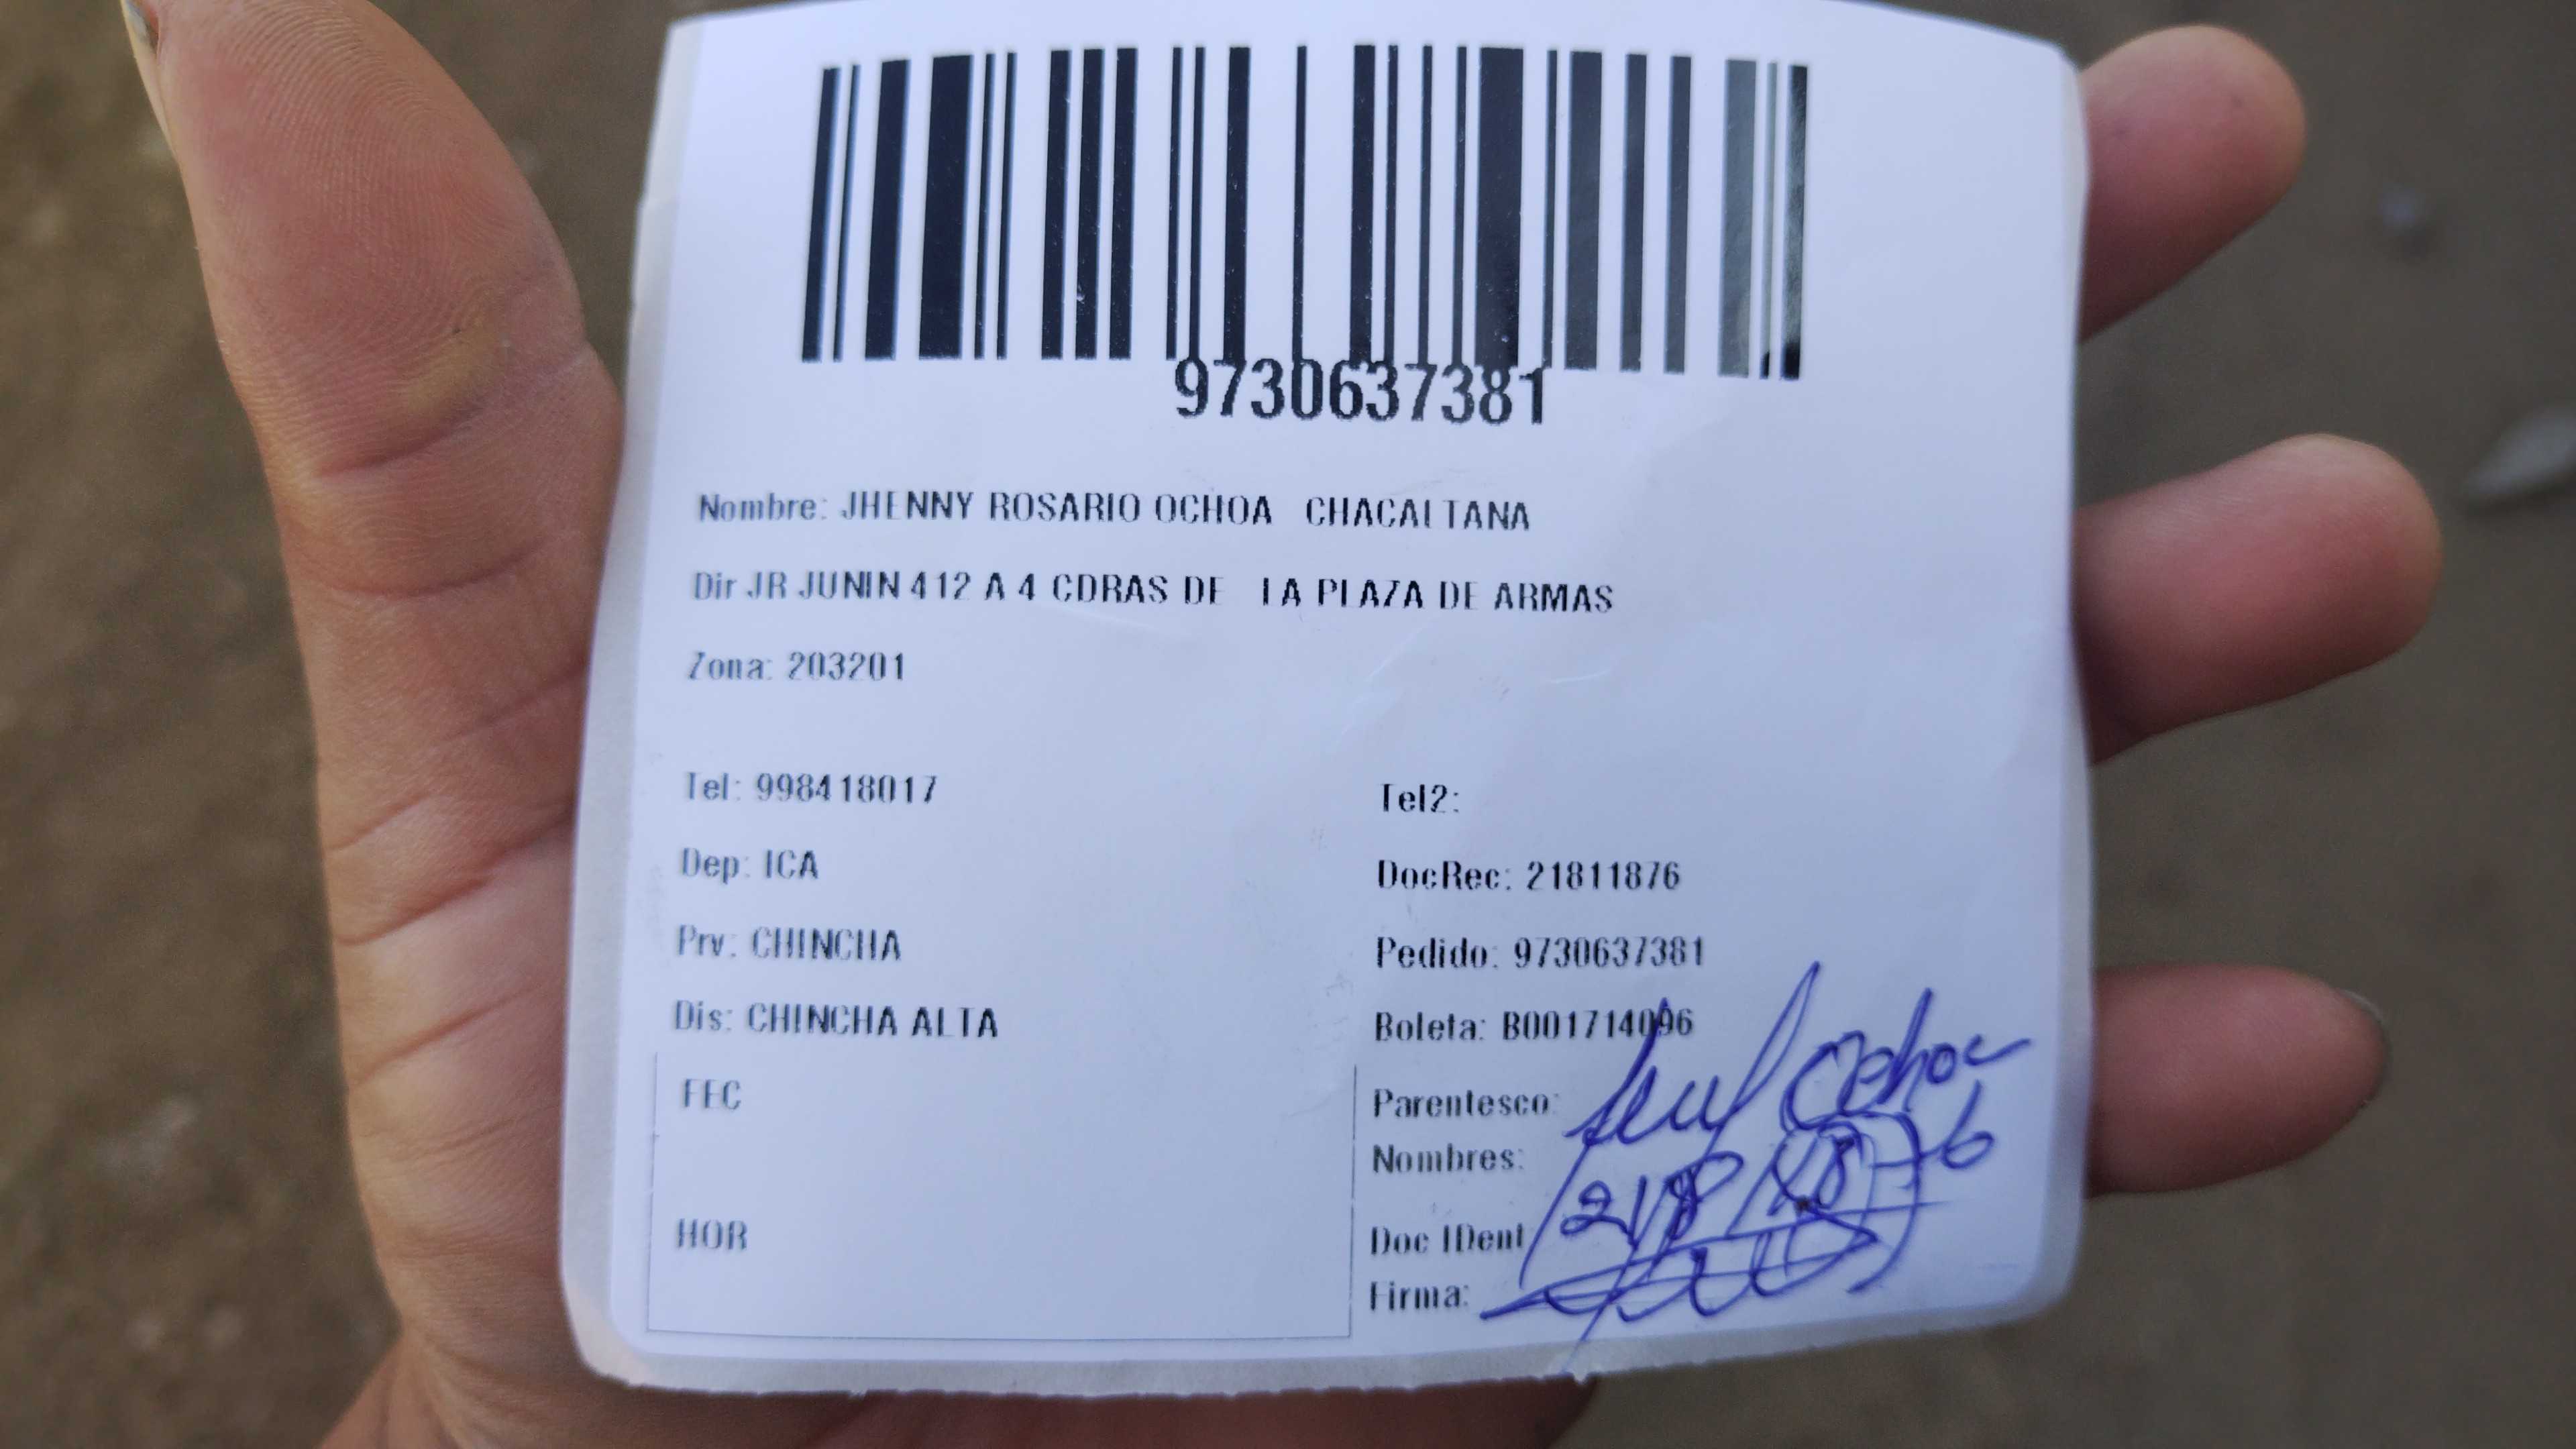 9730637381
Nombre: JHENNY ROSARIO OCHOA CHACALTANA
Dir JR JUNIN 412 A 4 CDRAS DE LA PLAZA DE ARMAS
Zona: 203201
Tel: 998418017 Tel2:
Dep: ICA DocRec: 21811876
Prv: CHINCHA Pedido: 9730637381
Dis: CHINCHA ALTA Boleta: B001714096
FEC Parentesco: Ochoa
Nombres:
21811876
HOR Doc IDent
Firma: